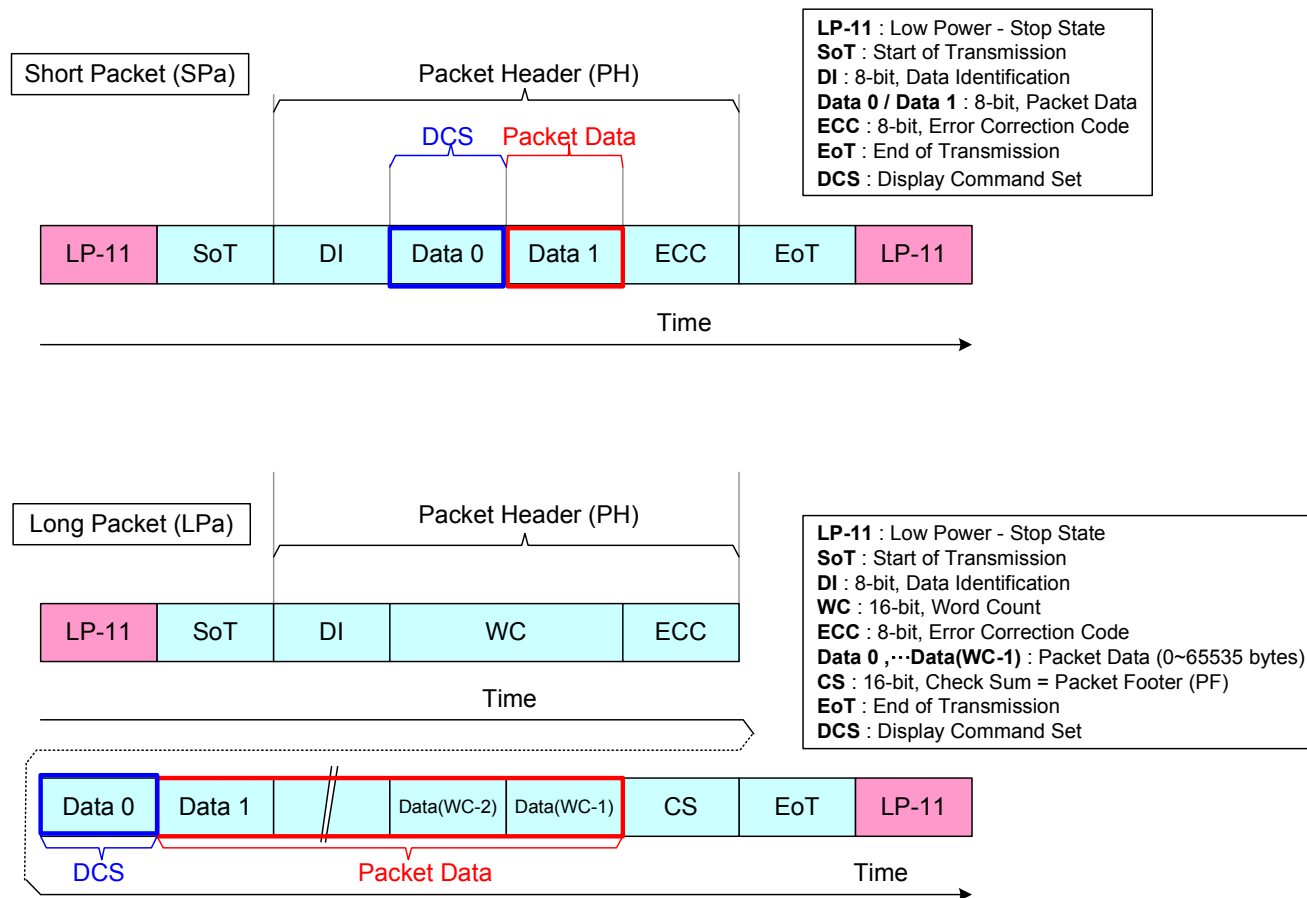 Short Packet (SPa)
Packet Header (PH)
DCS
Packet Data
LP-11 SoT DI Data 0 Data 1 ECC EoT LP-11
Time
LP-11 : Low Power - Stop State
SoT : Start of Transmission
DI : 8-bit, Data Identification
Data 0 / Data 1 : 8-bit, Packet Data
ECC : 8-bit, Error Correction Code
EoT : End of Transmission
DCS : Display Command Set
Long Packet (LPa)
Packet Header (PH)
LP-11 SoT DI WC ECC
Time
Data 0 Data 1 Data(WC-2) Data(WC-1) CS EoT LP-11
DCS Packet Data Time
LP-11 : Low Power - Stop State
SoT : Start of Transmission
DI : 8-bit, Data Identification
WC : 16-bit, Word Count
ECC : 8-bit, Error Correction Code
Data 0 ,⋯Data(WC-1) : Packet Data (0~65535 bytes)
CS : 16-bit, Check Sum = Packet Footer (PF)
EoT : End of Transmission
DCS : Display Command Set